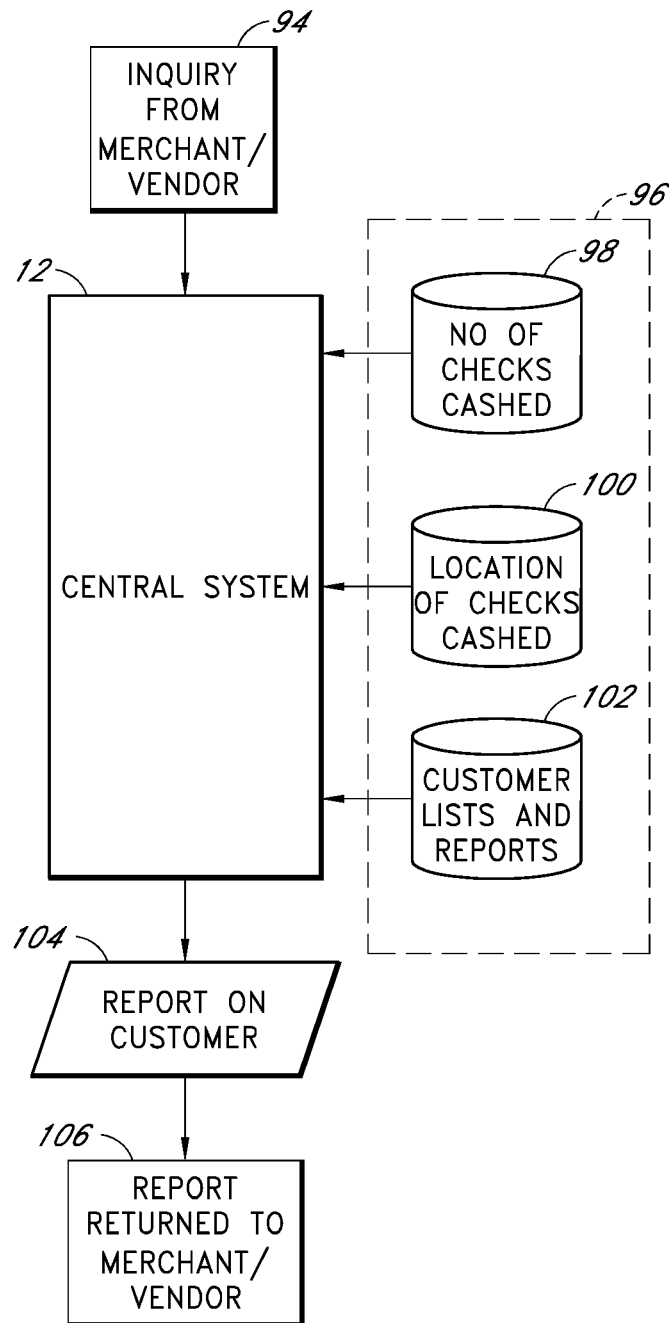 94
INQUIRY
FROM
MERCHANT/
VENDOR
96
12
98
NO OF
CHECKS
CASHED
100
CENTRAL SYSTEM
LOCATION
OF CHECKS
CASHED
102
CUSTOMER
LISTS AND
REPORTS
104
REPORT ON
CUSTOMER
106
REPORT
RETURNED TO
MERCHANT/
VENDOR